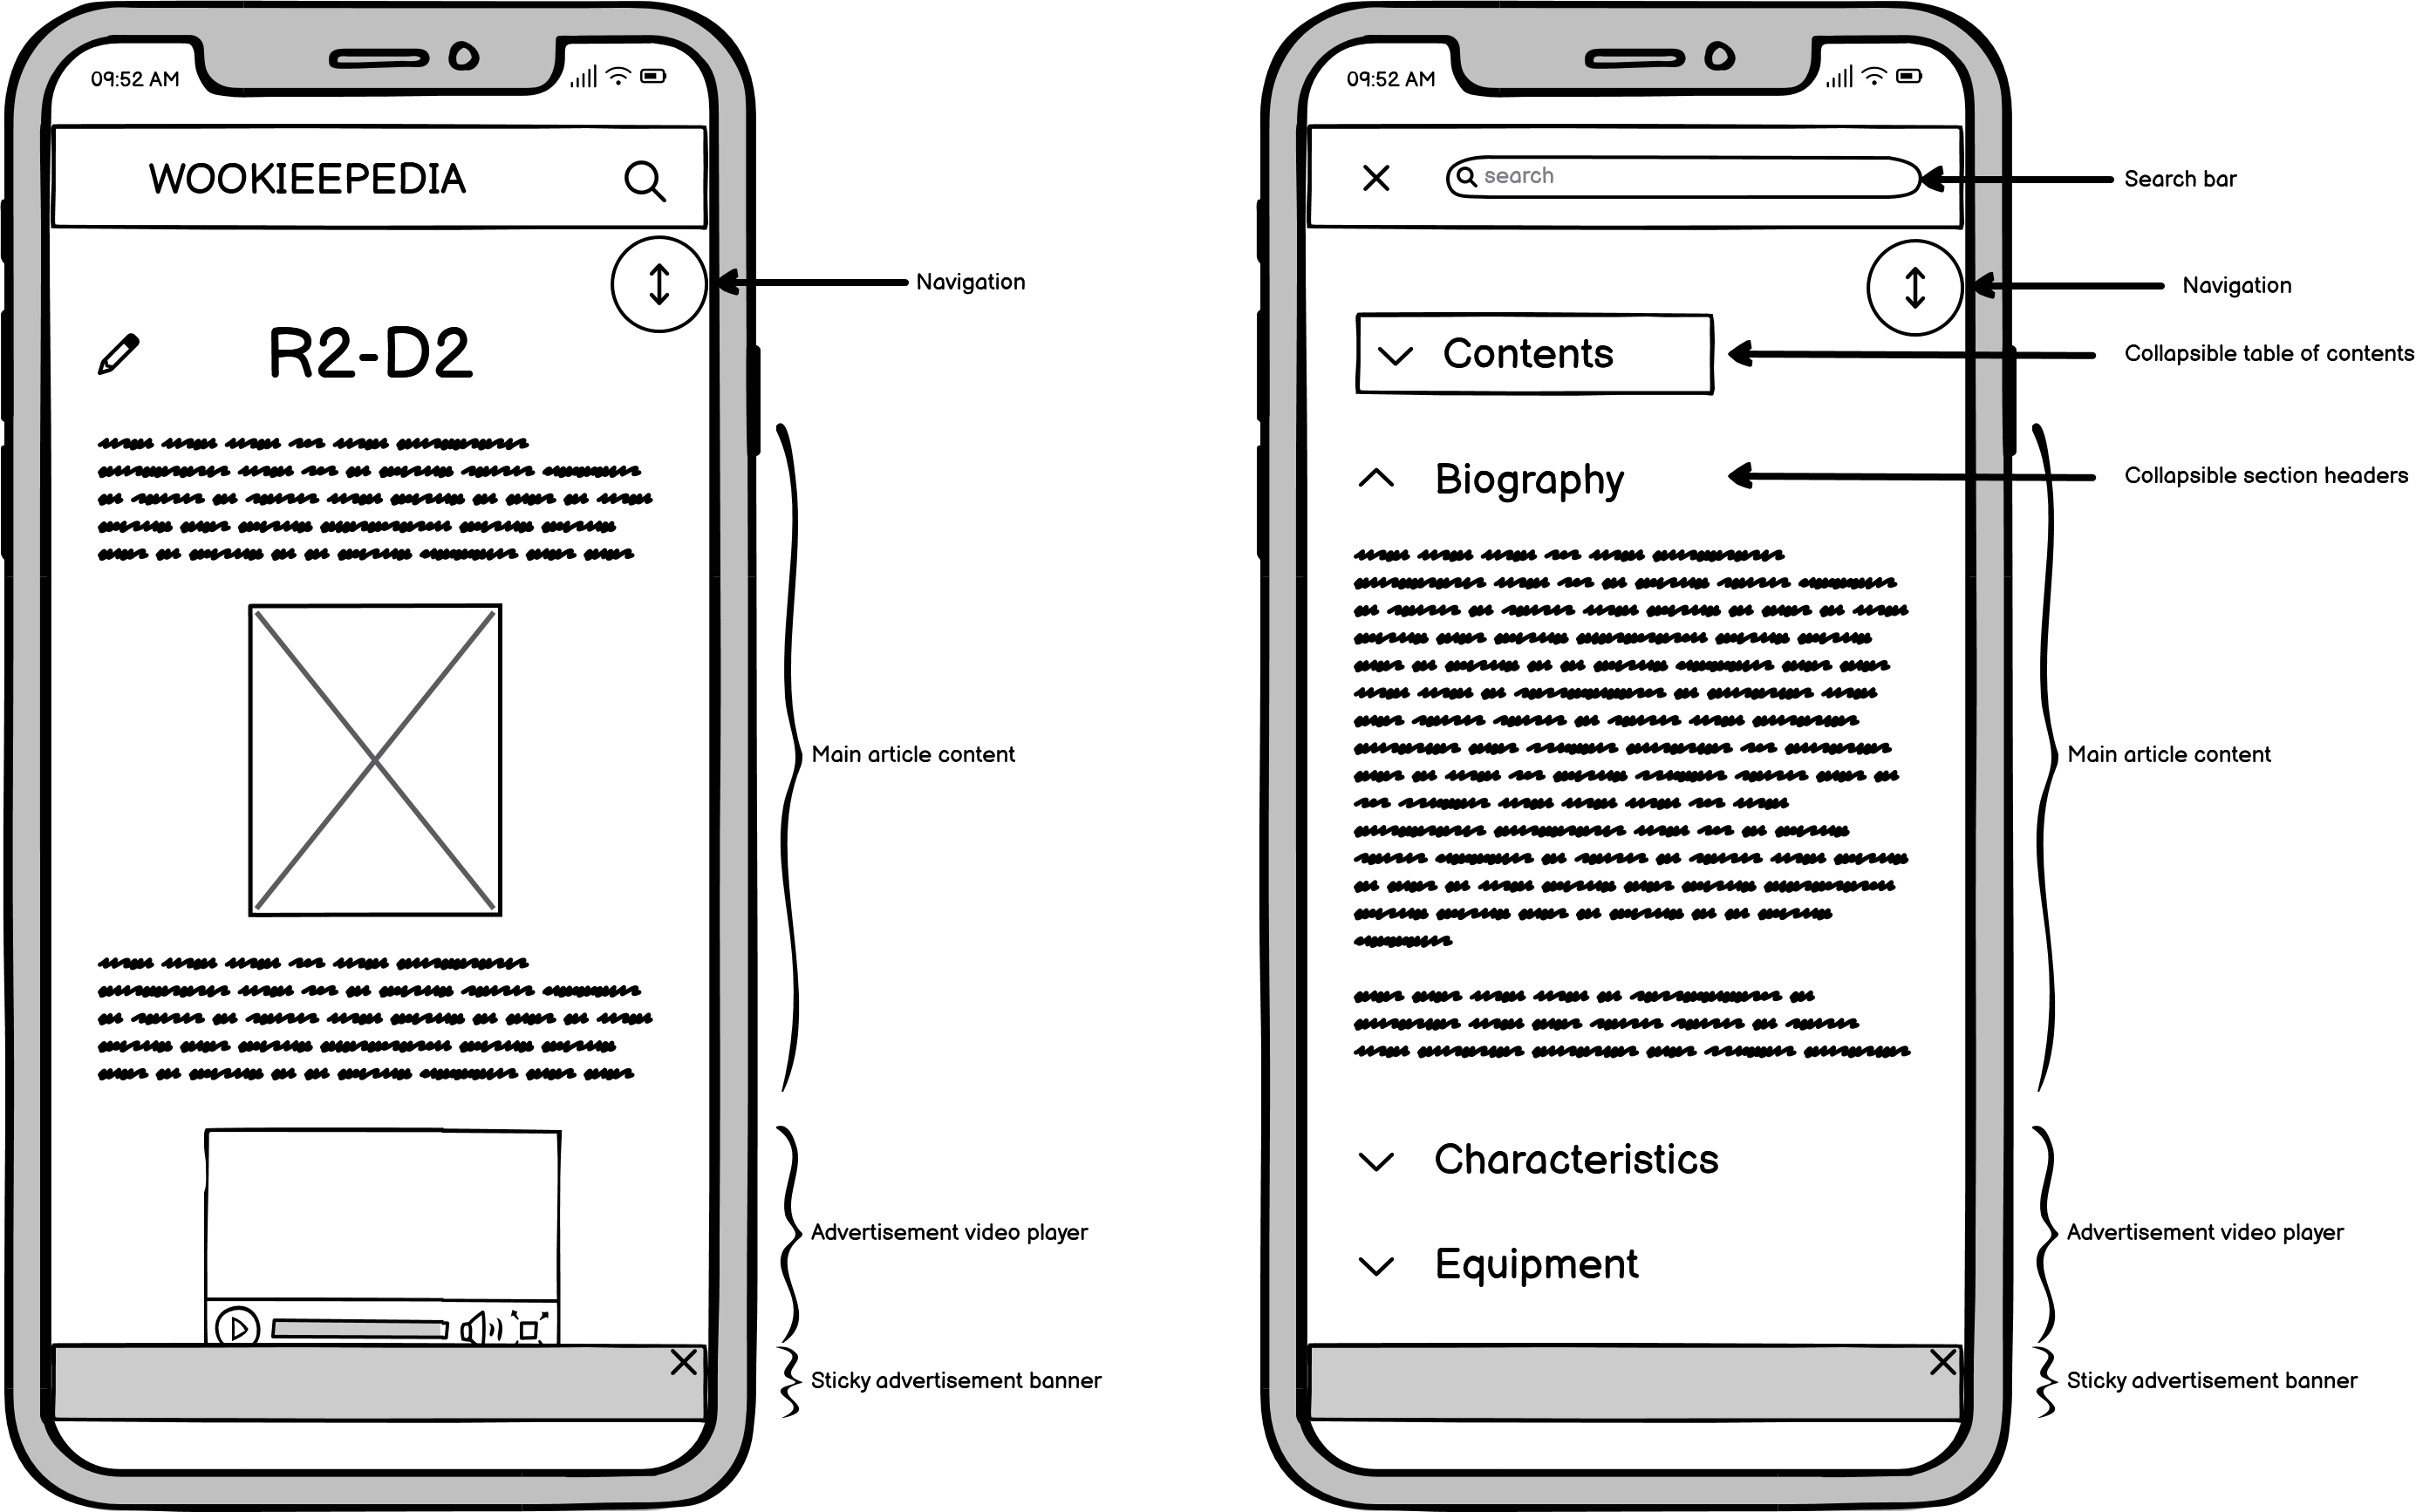 09:52 AM
WOOKIEEPEDIA
Navigation
R2-D2
Main article content
Advertisement video player
Sticky advertisement banner
09:52 AM
search
Search bar
Navigation
Contents
Collapsible table of contents
Biography
Collapsible section headers
Main article content
Characteristics
Advertisement video player
Equipment
Sticky advertisement banner